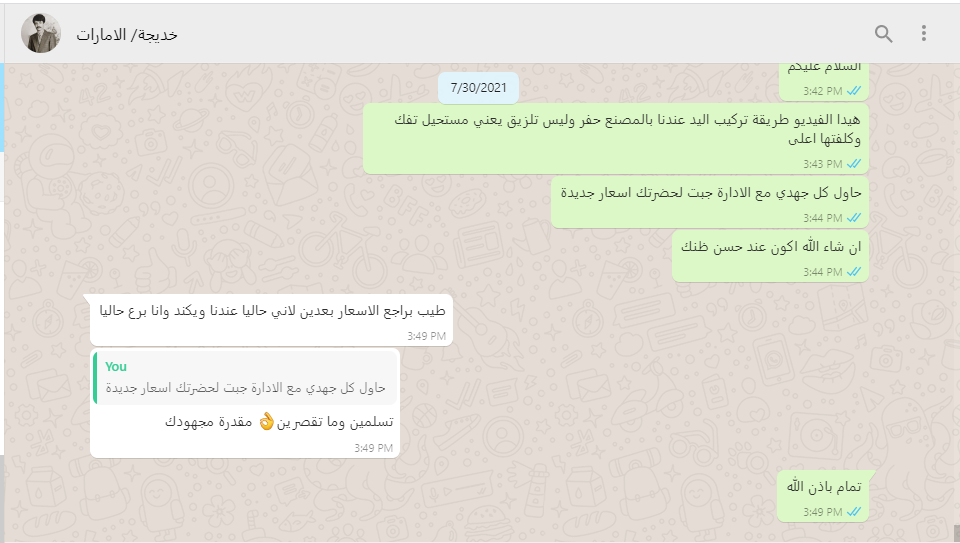 خديجة/ الامارات
السلام عليكم
3:42 PM
7/30/2021
هيدا الفيديو طريقة تركيب اليد عندنا بالمصنع حفر وليس تلزيق يعني مستحيل تفك
وكلفتها اعلى
3:43 PM
حاول كل جهدي مع الادارة جبت لحضرتك اسعار جديدة
3:44 PM
ان شاء الله اكون عند حسن ظنك
3:44 PM
طيب براجع الاسعار بعدين لاني حاليا عندنا ويكند وانا برع حاليا
3:49 PM
You
حاول كل جهدي مع الادارة جبت لحضرتك اسعار جديدة
تسلمين وما تقصرين👌 مقدرة مجهودك
3:49 PM
تمام باذن الله
3:49 PM